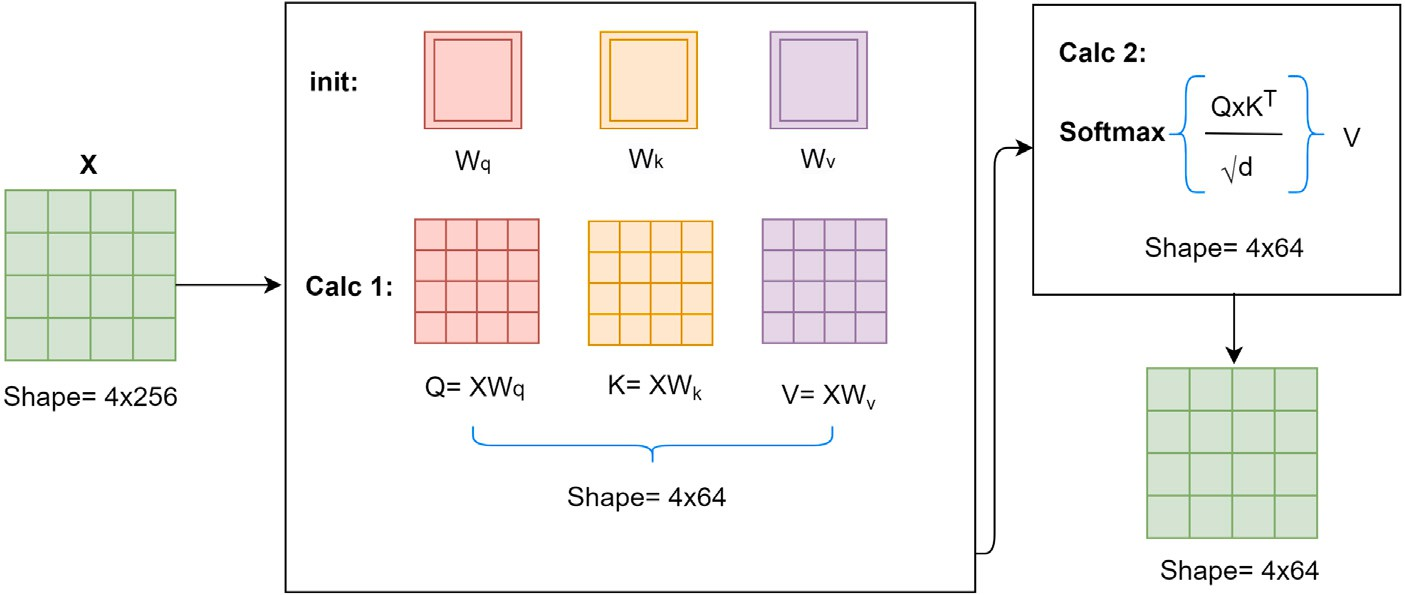 X
Shape= 4x256
init:
Wq
Wk
Wv
Calc 1:
Q= XWq
K= XWk
V= XWv
Shape= 4x64
Calc 2:
Softmax { QxK^T / √d } V
Shape= 4x64
Shape= 4x64